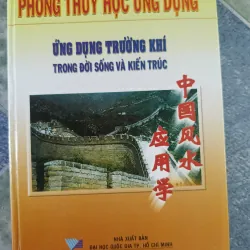 PHONG THỦY HỌC ỨNG DỤNG
ỨNG DỤNG TRƯỜNG KHÍ
TRONG ĐỜI SỐNG VÀ KIẾN TRÚC
中国风水
应用学
NHÀ XUẤT BẢN
ĐẠI HỌC QUỐC GIA TP. HỒ CHÍ MINH